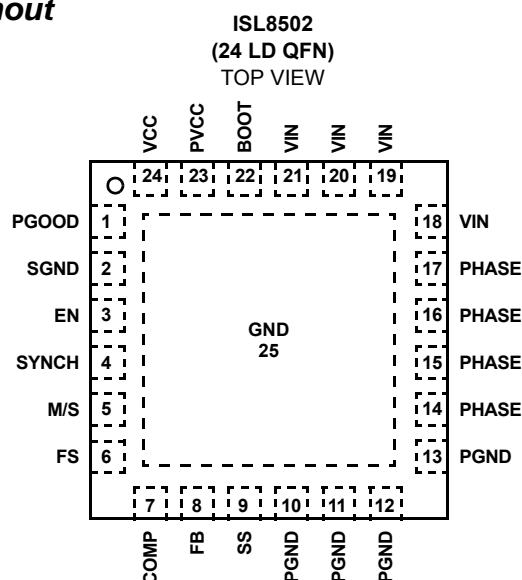 ISL8502
(24 LD QFN)
TOP VIEW
VCC PVCC BOOT VIN VIN VIN
24 23 22 21 20 19
PGOOD 1 18 VIN
SGND 2 17 PHASE
EN 3 16 PHASE
GND
25
SYNCH 4 15 PHASE
M/S 5 14 PHASE
FS 6 13 PGND
7 8 9 10 11 12
COMP FB SS PGND PGND PGND